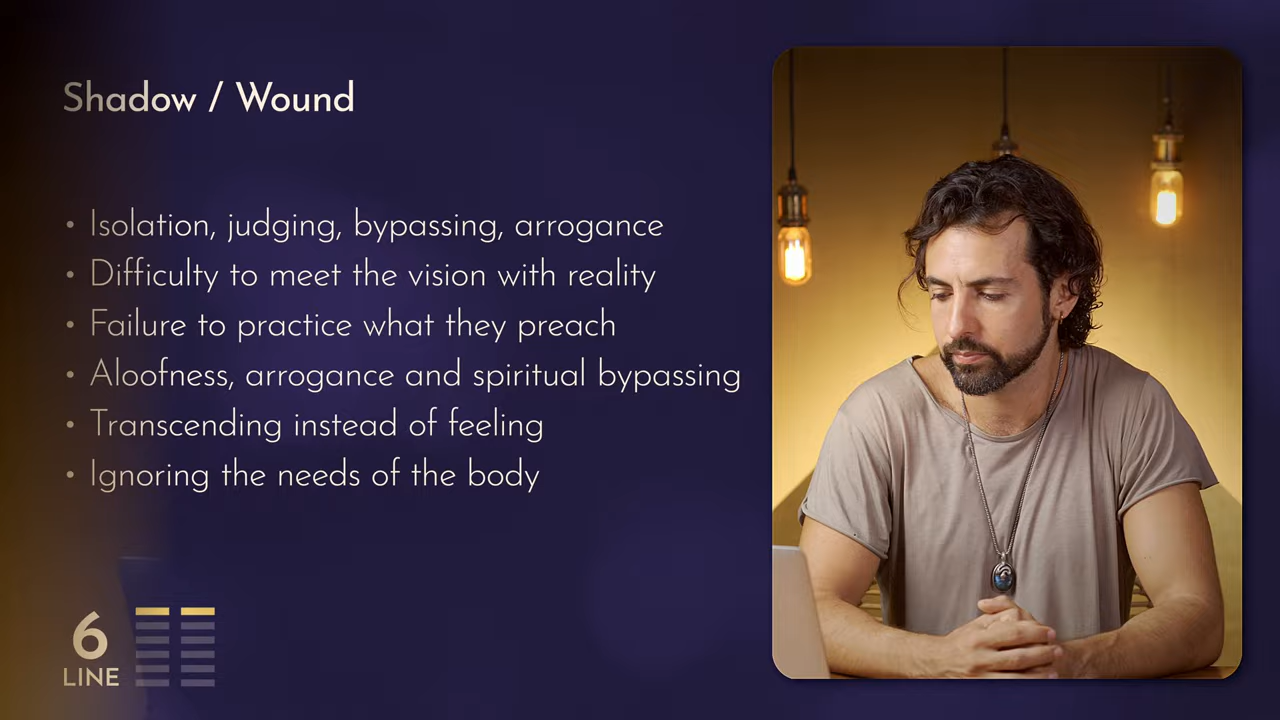 Shadow / Wound
• Isolation, judging, bypassing, arrogance
• Difficulty to meet the vision with reality
• Failure to practice what they preach
• Aloofness, arrogance and spiritual bypassing
• Transcending instead of feeling
• Ignoring the needs of the body
6
LINE